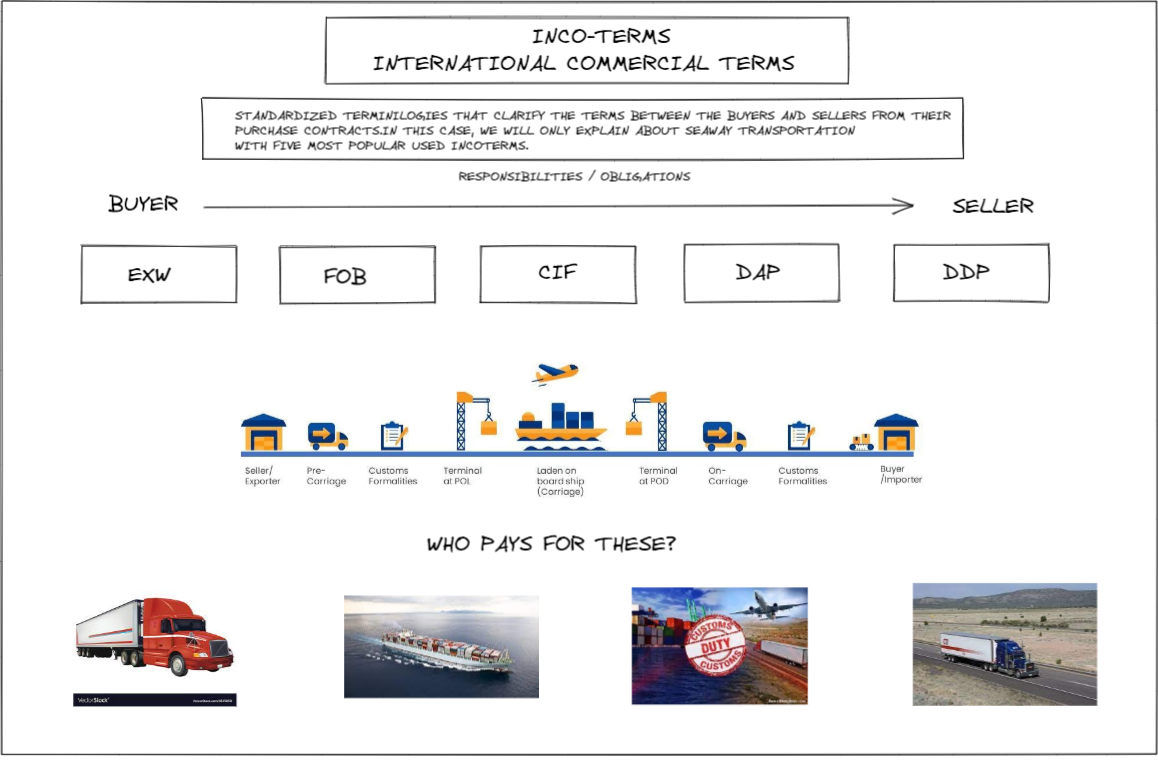 INCO-TERMS
INTERNATIONAL COMMERCIAL TERMS
STANDARDIZED TERMINILOGIES THAT CLARIFY THE TERMS BETWEEN THE BUYERS AND SELLERS FROM THEIR
PURCHASE CONTRACTS.IN THIS CASE, WE WILL ONLY EXPLAIN ABOUT SEAWAY TRANSPORTATION
WITH FIVE MOST POPULAR USED INCOTERMS.
RESPONSIBILITIES / OBLIGATIONS
BUYER
SELLER
EXW
FOB
CIF
DAP
DDP
Seller/
Exporter
Pre-
Carriage
Customs
Formalities
Terminal
at POL
Laden on
board ship
(Carriage)
Terminal
at POD
On-
Carriage
Customs
Formalities
Buyer
/Importer
WHO PAYS FOR THESE?
VectorStock
CUSTOMS
DUTY
CUSTOMS